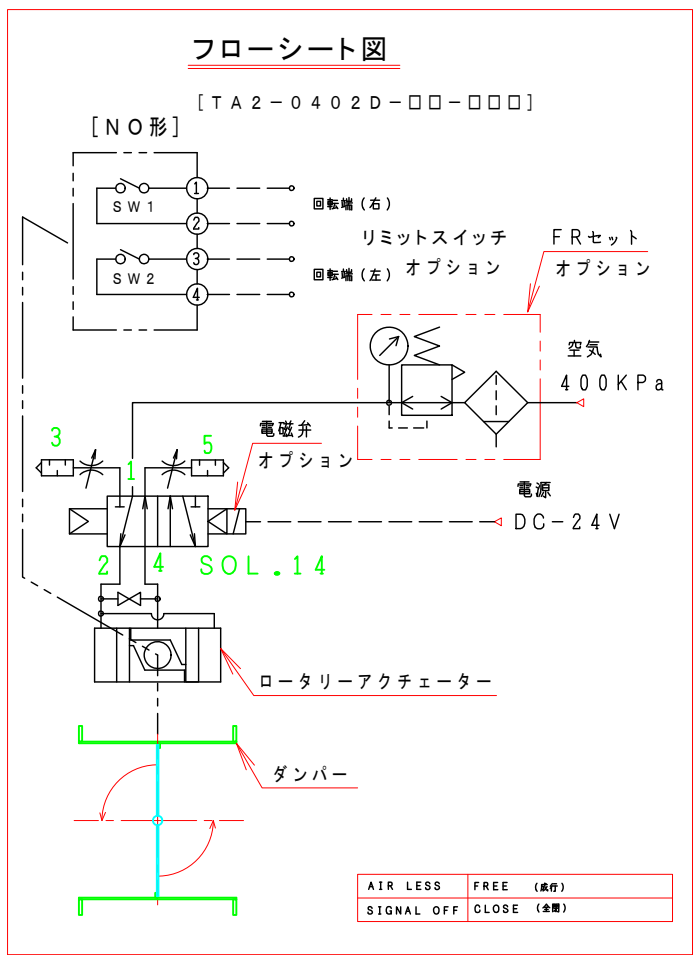 フローシート図
[TA2-0402D-□□-□□□]
[NO形]
1
SW1
2
回転端(右)
3
SW2
4
回転端(左)
リミットスイッチ
オプション
FRセット
オプション
空気
400KPa
電磁弁
オプション
3
1
5
電源
DC-24V
2
4
SOL.14
ロータリーアクチェーター
ダンパー
AIR LESS FREE (成行)
SIGNAL OFF CLOSE (全閉)